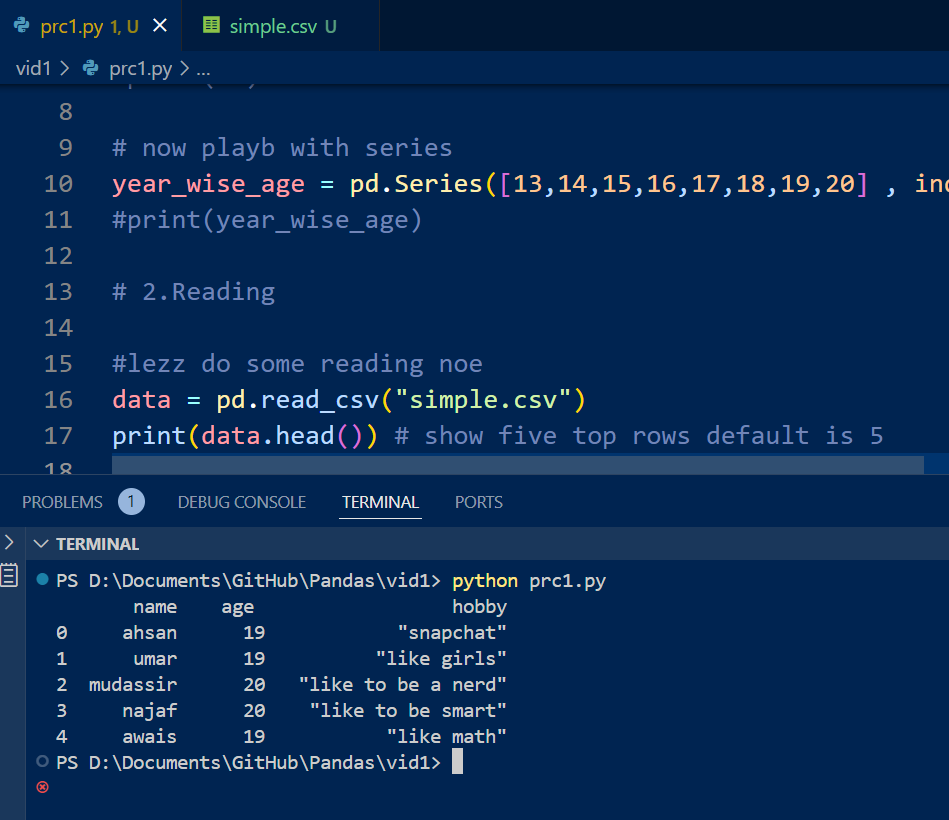 prc1.py 1, U
simple.csv U
vid1 > prc1.py > ...
8
9 # now playb with series
10 year_wise_age = pd.Series([13,14,15,16,17,18,19,20] ,
11 #print(year_wise_age)
12
13 # 2.Reading
14
15 #lezz do some reading noe
16 data = pd.read_csv("simple.csv")
17 print(data.head()) # show five top rows default is 5
18
PROBLEMS 1 DEBUG CONSOLE TERMINAL PORTS
TERMINAL
PS D:\Documents\GitHub\Pandas\vid1> python prc1.py
name age hobby
0 ahsan 19 "snapchat"
1 umar 19 "like girls"
2 mudassir 20 "like to be a nerd"
3 najaf 20 "like to be smart"
4 awais 19 "like math"
PS D:\Documents\GitHub\Pandas\vid1>